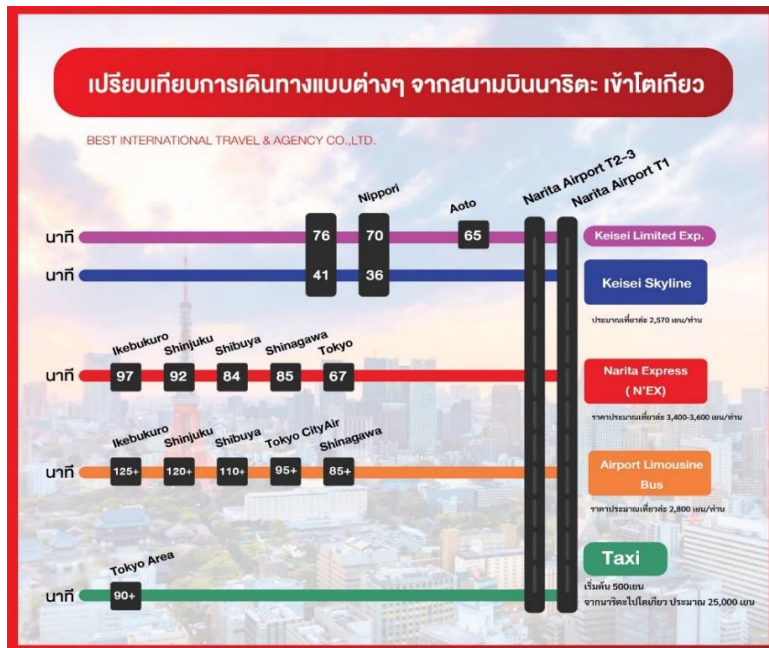 เปรียบเทียบการเดินทางแบบต่างๆ จากสนามบินนาริตะ เข้าโตเกียว
BEST INTERNATIONAL TRAVEL & AGENCY CO.,LTD.
Nippori
Aoto
Narita Airport T2-3
Narita Airport T1
นาที 76 70 65 Keisei Limited Exp.
นาที 41 36 Keisei Skyline
ประมาณเที่ยวล่ะ 2,570 เยน/ท่าน
Ikebukuro Shinjuku Shibuya Shinagawa Tokyo
นาที 97 92 84 85 67 Narita Express
( N'EX)
ราคาประมาณเที่ยวล่ะ 3,400-3,600 เยน/ท่าน
Ikebukuro Shinjuku Shibuya Tokyo CityAir Shinagawa
นาที 125+ 120+ 110+ 95+ 85+ Airport Limousine
Bus
ราคาประมาณเที่ยวล่ะ 2,800 เยน/ท่าน
Tokyo Area
นาที 90+ Taxi
เริ่มต้น 500เยน
จากนาริตะไปโตเกียว ประมาณ 25,000 เยน